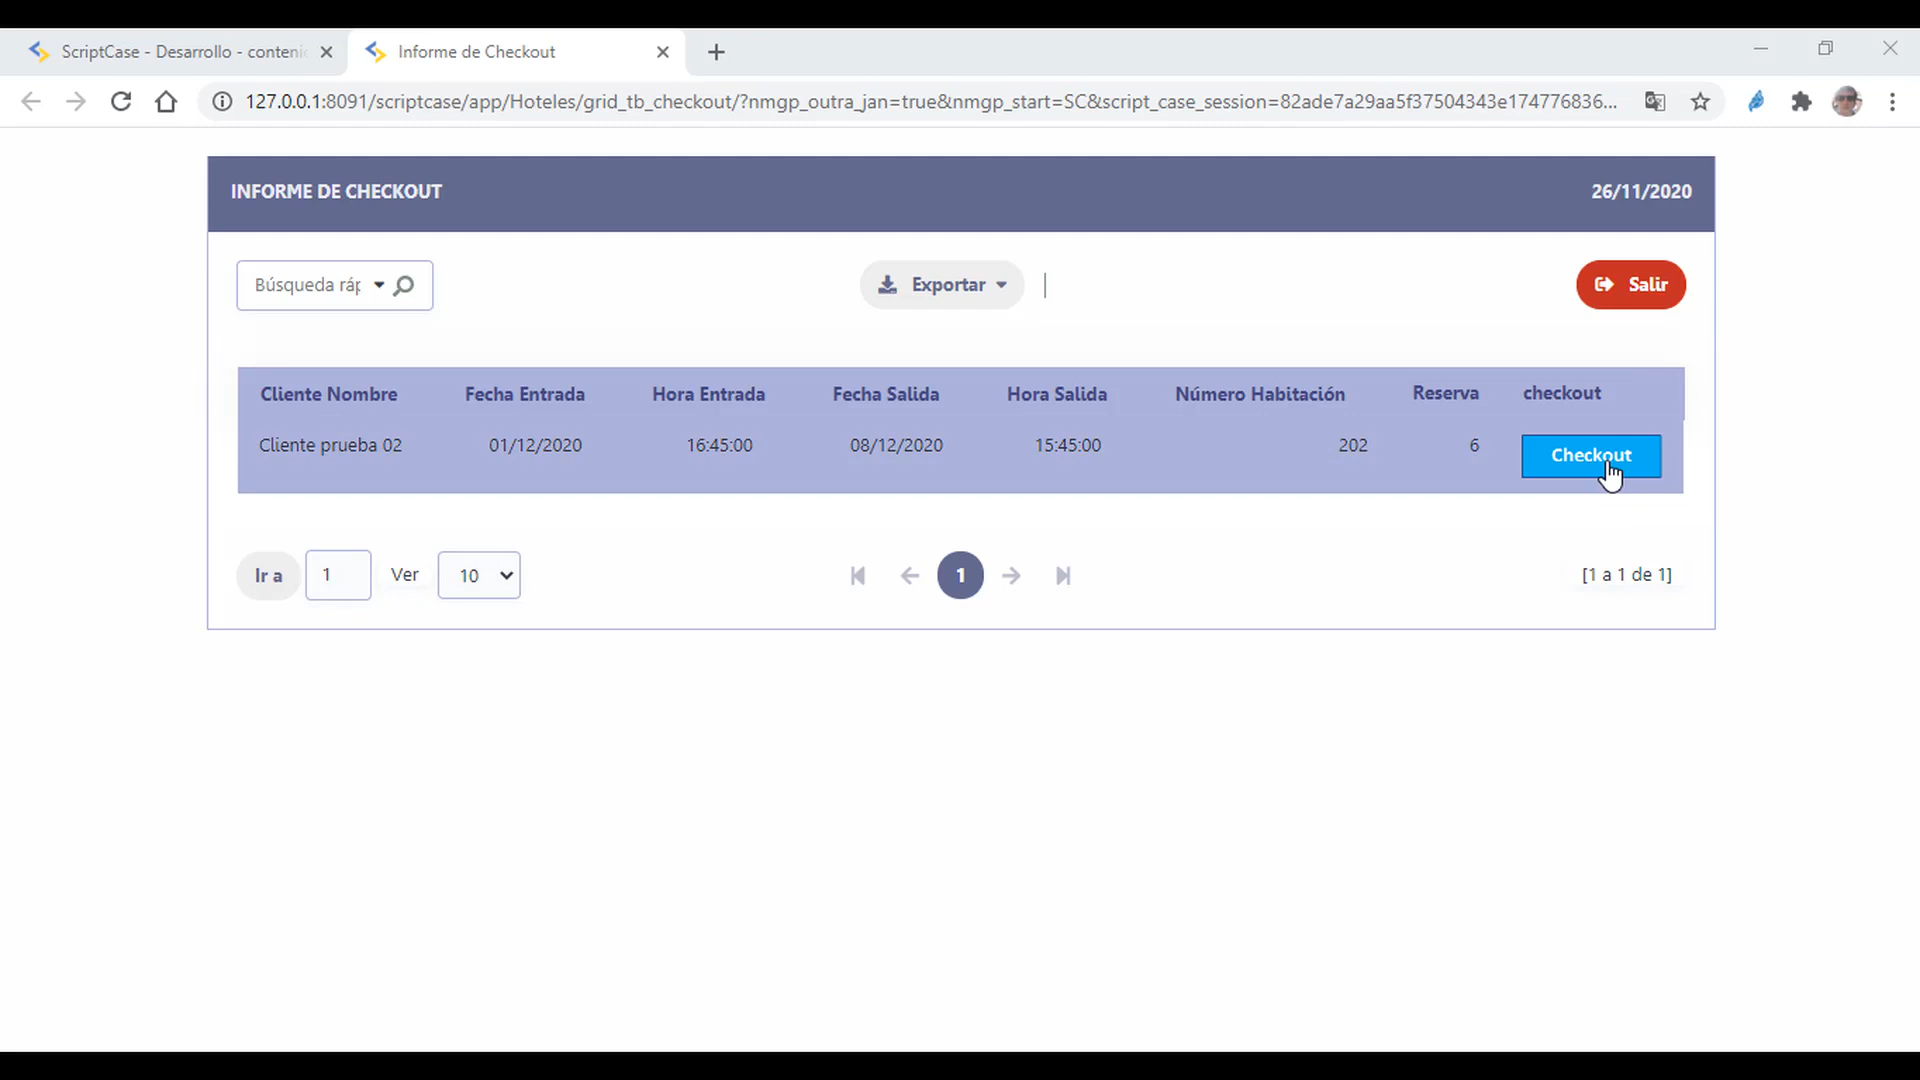 ScriptCase - Desarrollo - conteni
Informe de Checkout
127.0.0.1:8091/scriptcase/app/Hoteles/grid_tb_checkout/?nmgp_outra_jan=true&nmgp_start=SC&script_case_session=82ade7a29aa5f37504343e174776836...
INFORME DE CHECKOUT 26/11/2020
Búsqueda ráp Exportar Salir
Cliente Nombre Fecha Entrada Hora Entrada Fecha Salida Hora Salida Número Habitación Reserva checkout
Cliente prueba 02 01/12/2020 16:45:00 08/12/2020 15:45:00 202 6 Checkout
Ir a 1 Ver 10 1 [1 a 1 de 1]